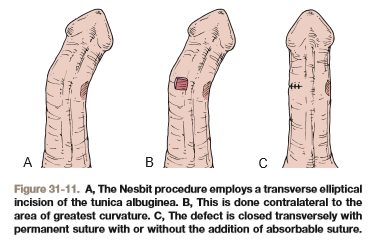 A B C
Figure 31-11. A, The Nesbit procedure employs a transverse elliptical
incision of the tunica albuginea. B, This is done contralateral to the
area of greatest curvature. C, The defect is closed transversely with
permanent suture with or without the addition of absorbable suture.